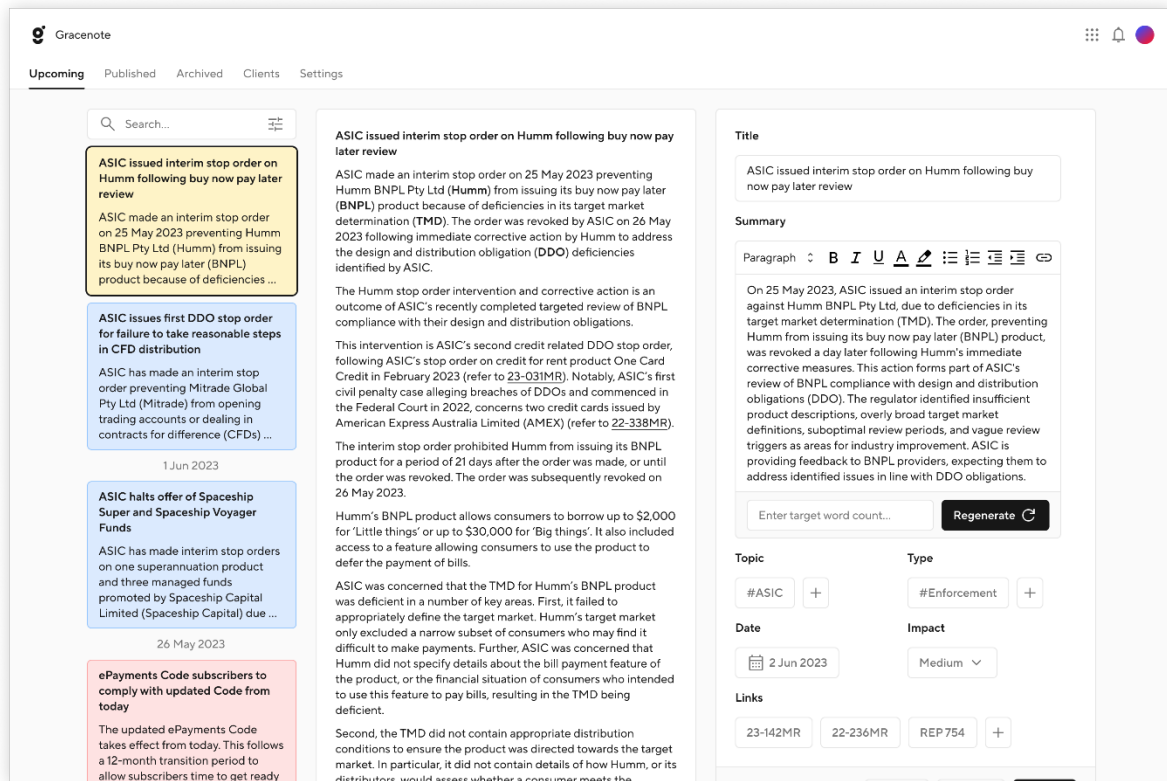 Gracenote
Upcoming
Published
Archived
Clients
Settings
Search...
ASIC issued interim stop order on
Humm following buy now pay later
review
ASIC made an interim stop order
on 25 May 2023 preventing Humm
BNPL Pty Ltd (Humm) from issuing
its buy now pay later (BNPL)
product because of deficiencies ...
ASIC issues first DDO stop order
for failure to take reasonable steps
in CFD distribution
ASIC has made an interim stop
order preventing Mitrade Global
Pty Ltd (Mitrade) from opening
trading accounts or dealing in
contracts for difference (CFDs) ...
1 Jun 2023
ASIC halts offer of Spaceship
Super and Spaceship Voyager
Funds
ASIC has made interim stop orders
on one superannuation product
and three managed funds
promoted by Spaceship Capital
Limited (Spaceship Capital) due ...
26 May 2023
ePayments Code subscribers to
comply with updated Code from
today
The updated ePayments Code
takes effect from today. This follows
a 12-month transition period to
allow subscribers time to get ready
ASIC issued interim stop order on Humm following buy now pay
later review
ASIC made an interim stop order on 25 May 2023 preventing
Humm BNPL Pty Ltd (Humm) from issuing its buy now pay later
(BNPL) product because of deficiencies in its target market
determination (TMD). The order was revoked by ASIC on 26 May
2023 following immediate corrective action by Humm to address
the design and distribution obligation (DDO) deficiencies
identified by ASIC.
The Humm stop order intervention and corrective action is an
outcome of ASIC's recently completed targeted review of BNPL
compliance with their design and distribution obligations.
This intervention is ASIC's second credit related DDO stop order,
following ASIC's stop order on credit for rent product One Card
Credit in February 2023 (refer to 23-031MR). Notably, ASIC's first
civil penalty case alleging breaches of DDOs and commenced in
the Federal Court in 2022, concerns two credit cards issued by
American Express Australia Limited (AMEX) (refer to 22-338MR).
The interim stop order prohibited Humm from issuing its BNPL
product for a period of 21 days after the order was made, or until
the order was revoked. The order was subsequently revoked on
26 May 2023.
Humm's BNPL product allows consumers to borrow up to $2,000
for 'Little things' or up to $30,000 for 'Big things'. It also included
access to a feature allowing consumers to use the product to
defer the payment of bills.
ASIC was concerned that the TMD for Humm's BNPL product
was deficient in a number of key areas. First, it failed to
appropriately define the target market. Humm's target market
only excluded a narrow subset of consumers who may find it
difficult to make payments. Further, ASIC was concerned that
Humm did not specify details about the bill payment feature of
the product, or the financial situation of consumers who intended
to use this feature to pay bills, resulting in the TMD being
deficient.
Second, the TMD did not contain appropriate distribution
conditions to ensure the product was directed towards the target
market. In particular, it did not contain details of how Humm, or its
distributors, would assess whether a consumer meets the
Title
ASIC issued interim stop order on Humm following buy
now pay later review
Summary
Paragraph
On 25 May 2023, ASIC issued an interim stop order
against Humm BNPL Pty Ltd, due to deficiencies in its
target market determination (TMD). The order, preventing
Humm from issuing its buy now pay later (BNPL) product,
was revoked a day later following Humm's immediate
corrective measures. This action forms part of ASIC's
review of BNPL compliance with design and distribution
obligations (DDO). The regulator identified insufficient
product descriptions, overly broad target market
definitions, suboptimal review periods, and vague review
triggers as areas for industry improvement. ASIC is
providing feedback to BNPL providers, expecting them to
address identified issues in line with DDO obligations.
Enter target word count...
Regenerate
Topic
Type
#ASIC
#Enforcement
Date
Impact
2 Jun 2023
Medium
Links
23-142MR
22-236MR
REP 754